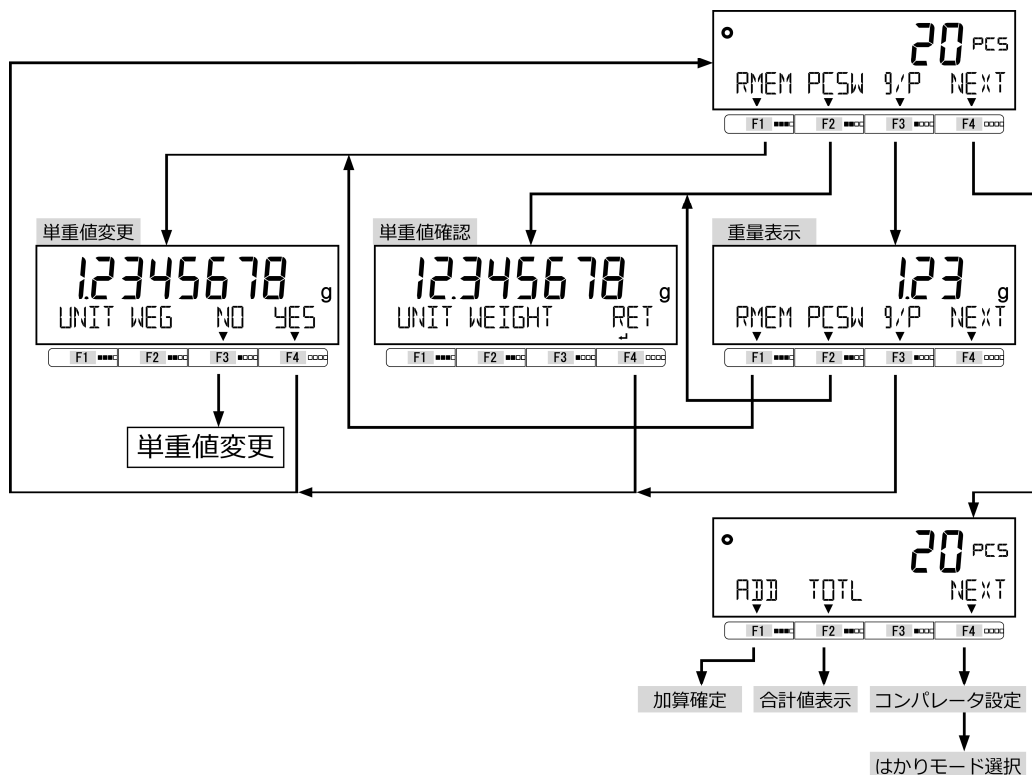 20 PCS
RMEM PCSW g/P NEXT
F1 F2 F3 F4
単重値変更
1.2345678 g
UNIT WEG NO YES
F1 F2 F3 F4
単重値確認
12.345678 g
UNIT WEIGHT RET
F1 F2 F3 F4
重量表示
1.23 g
RMEM PCSW g/P NEXT
F1 F2 F3 F4
単重値変更
20 PCS
ADD TOTL NEXT
F1 F2 F3 F4
加算確定 合計値表示 コンパレータ設定
はかりモード選択